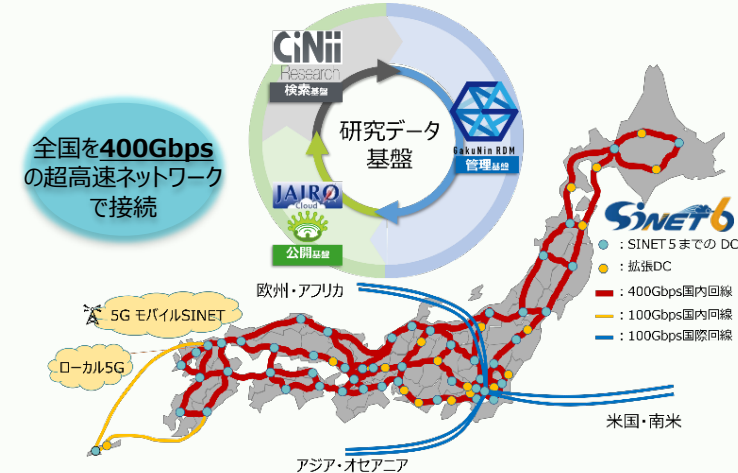 CiNii
Research
検索基盤
研究データ
基盤
GakuNin RDM
管理基盤
JAIRO
Cloud
公開基盤
全国を400Gbps
の超高速ネットワーク
で接続
SINET6
：SINET５までの DC
：拡張DC
：400Gbps国内回線
：100Gbps国内回線
：100Gbps国際回線
欧州・アフリカ
5G モバイルSINET
ローカル5G
米国・南米
アジア・オセアニア